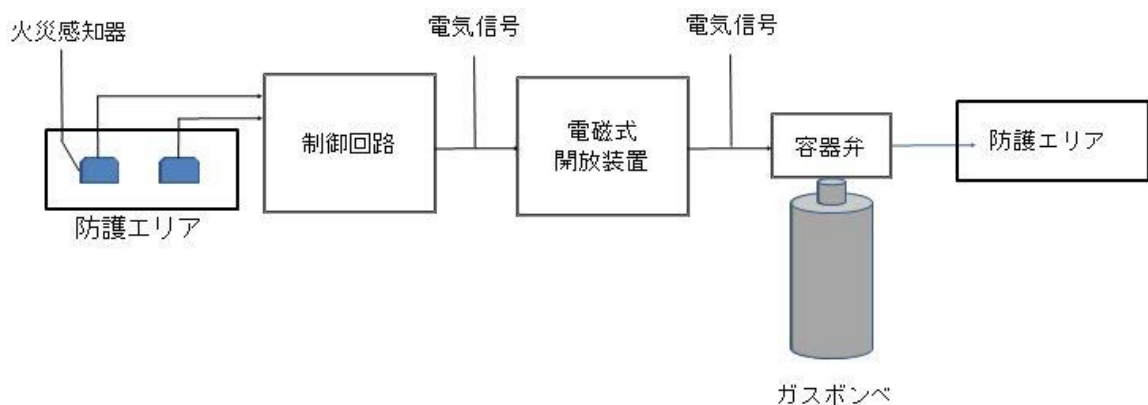 火災感知器
電気信号
電気信号
制御回路
電磁式
開放装置
容器弁
防護エリア
防護エリア
ガスボンベ